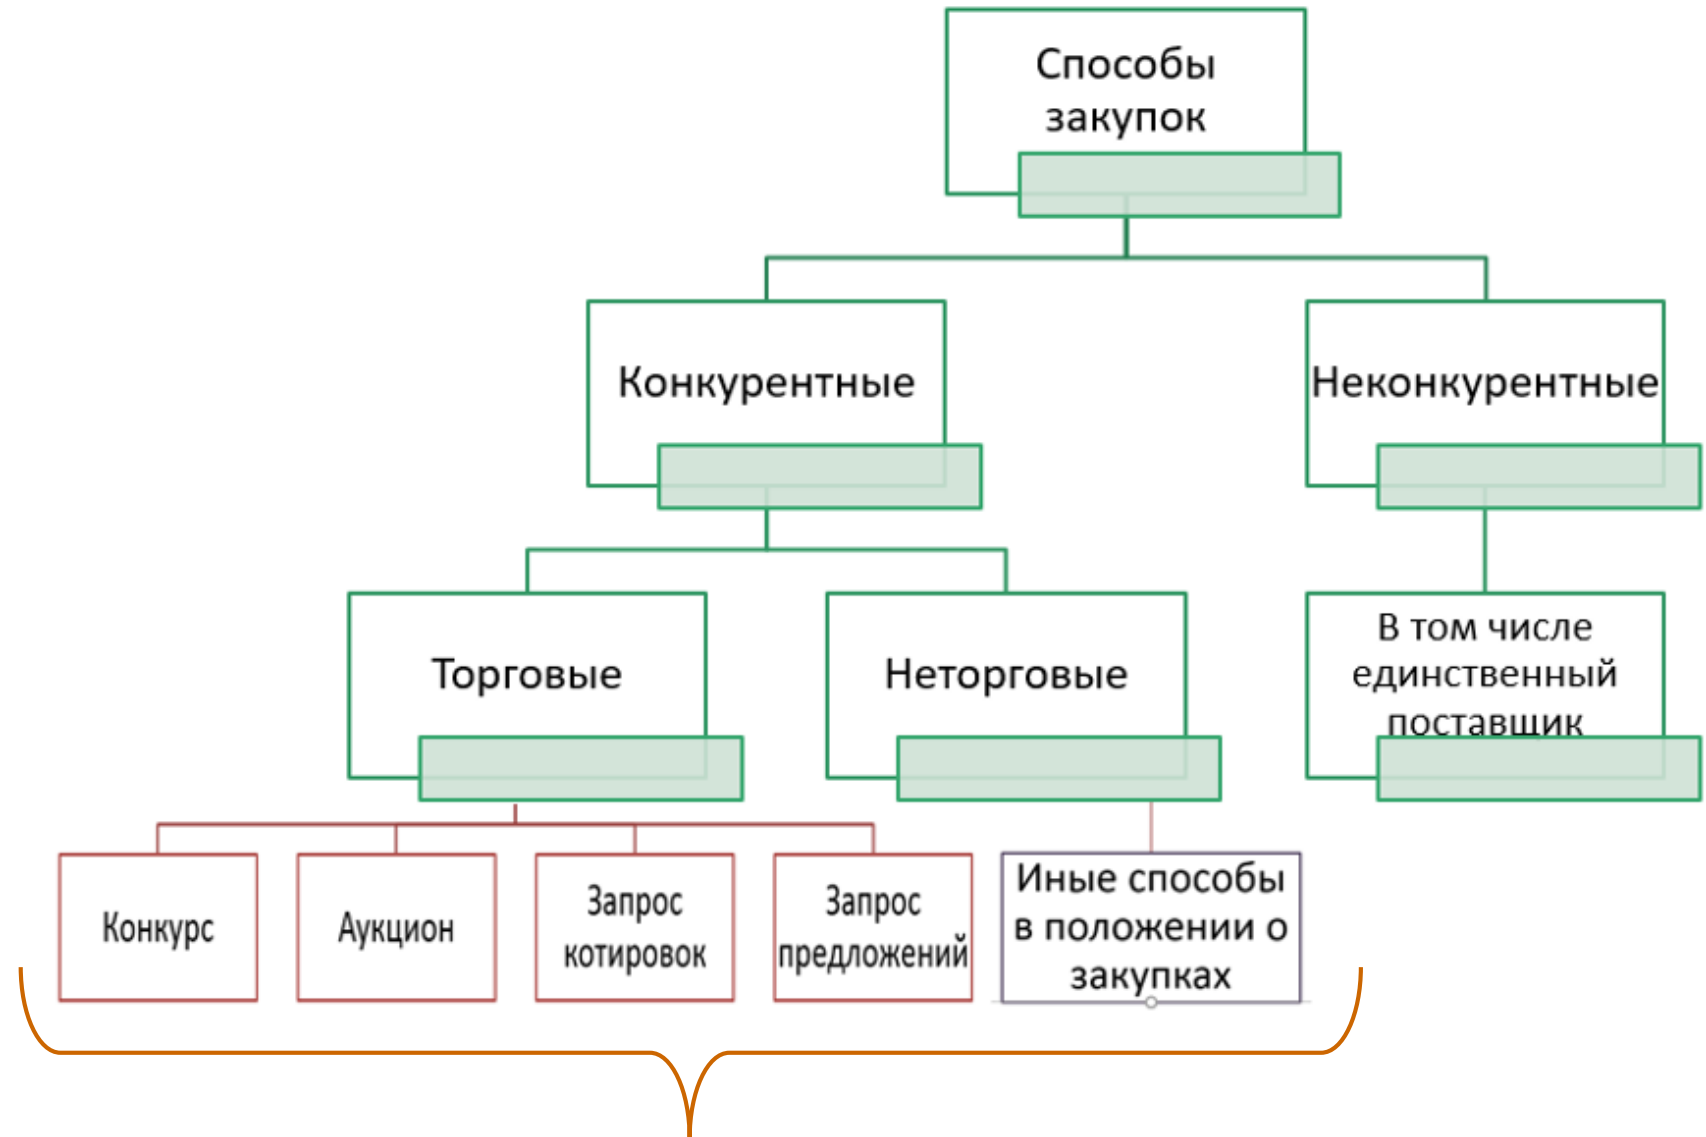 Способы
закупок
Конкурентные
Неконкурентные
Торговые
Неторговые
В том числе
единственный
поставщик
Конкурс
Аукцион
Запрос
котировок
Запрос
предложений
Иные способы
в положении о
закупках